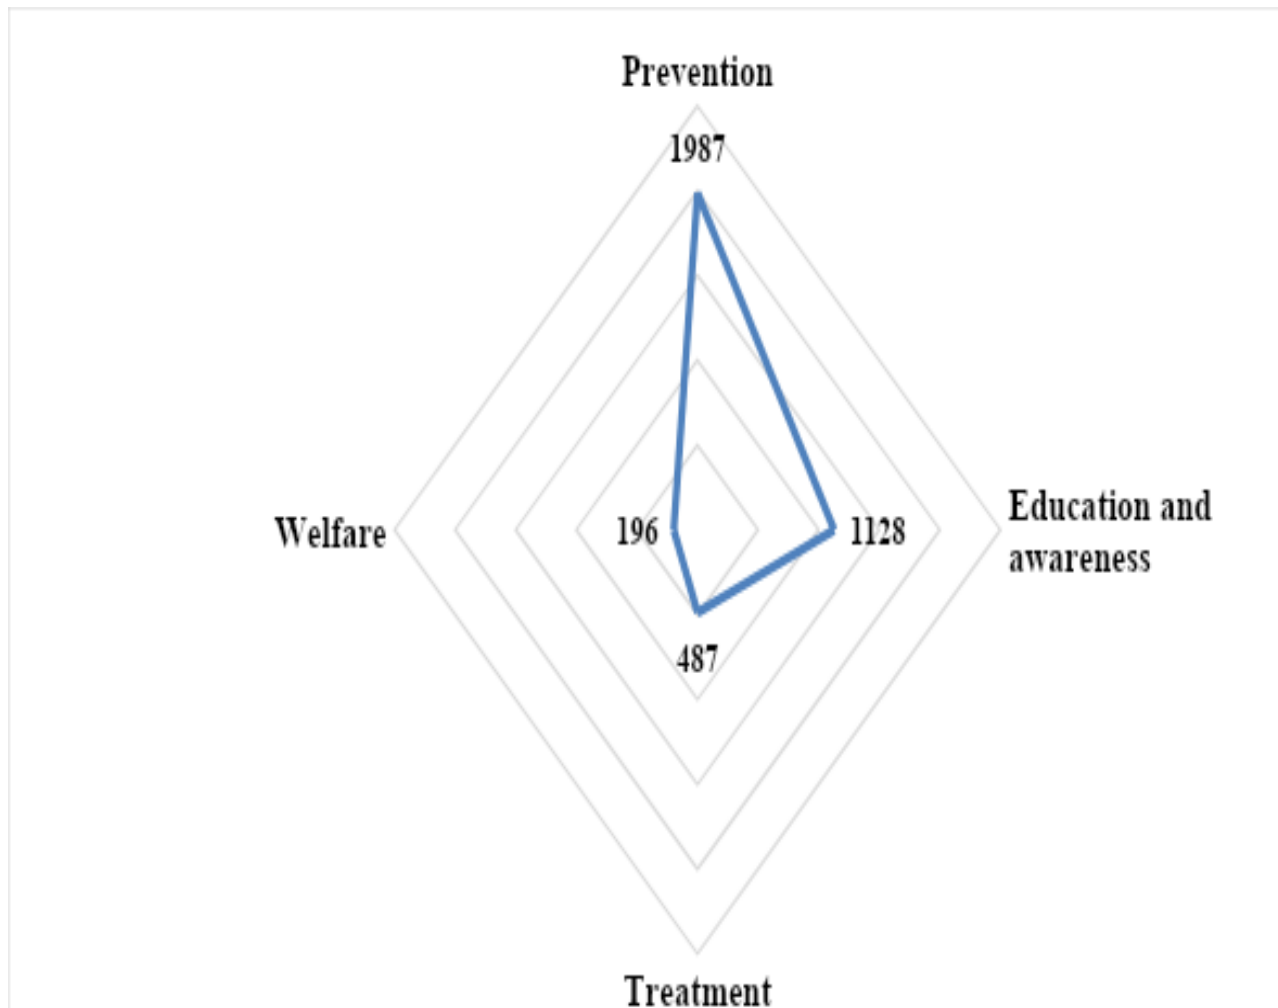 Prevention
1987
Education and
awareness
1128
Welfare
196
487
Treatment